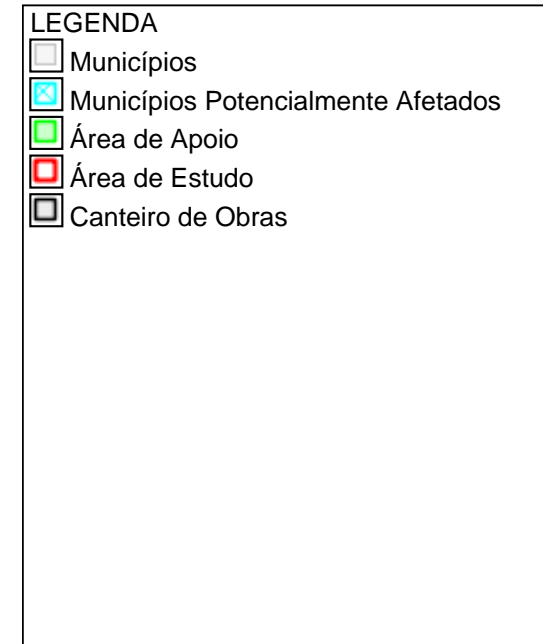 LEGENDA
Municípios
Municípios Potencialmente Afetados
Área de Apoio
Área de Estudo
Canteiro de Obras